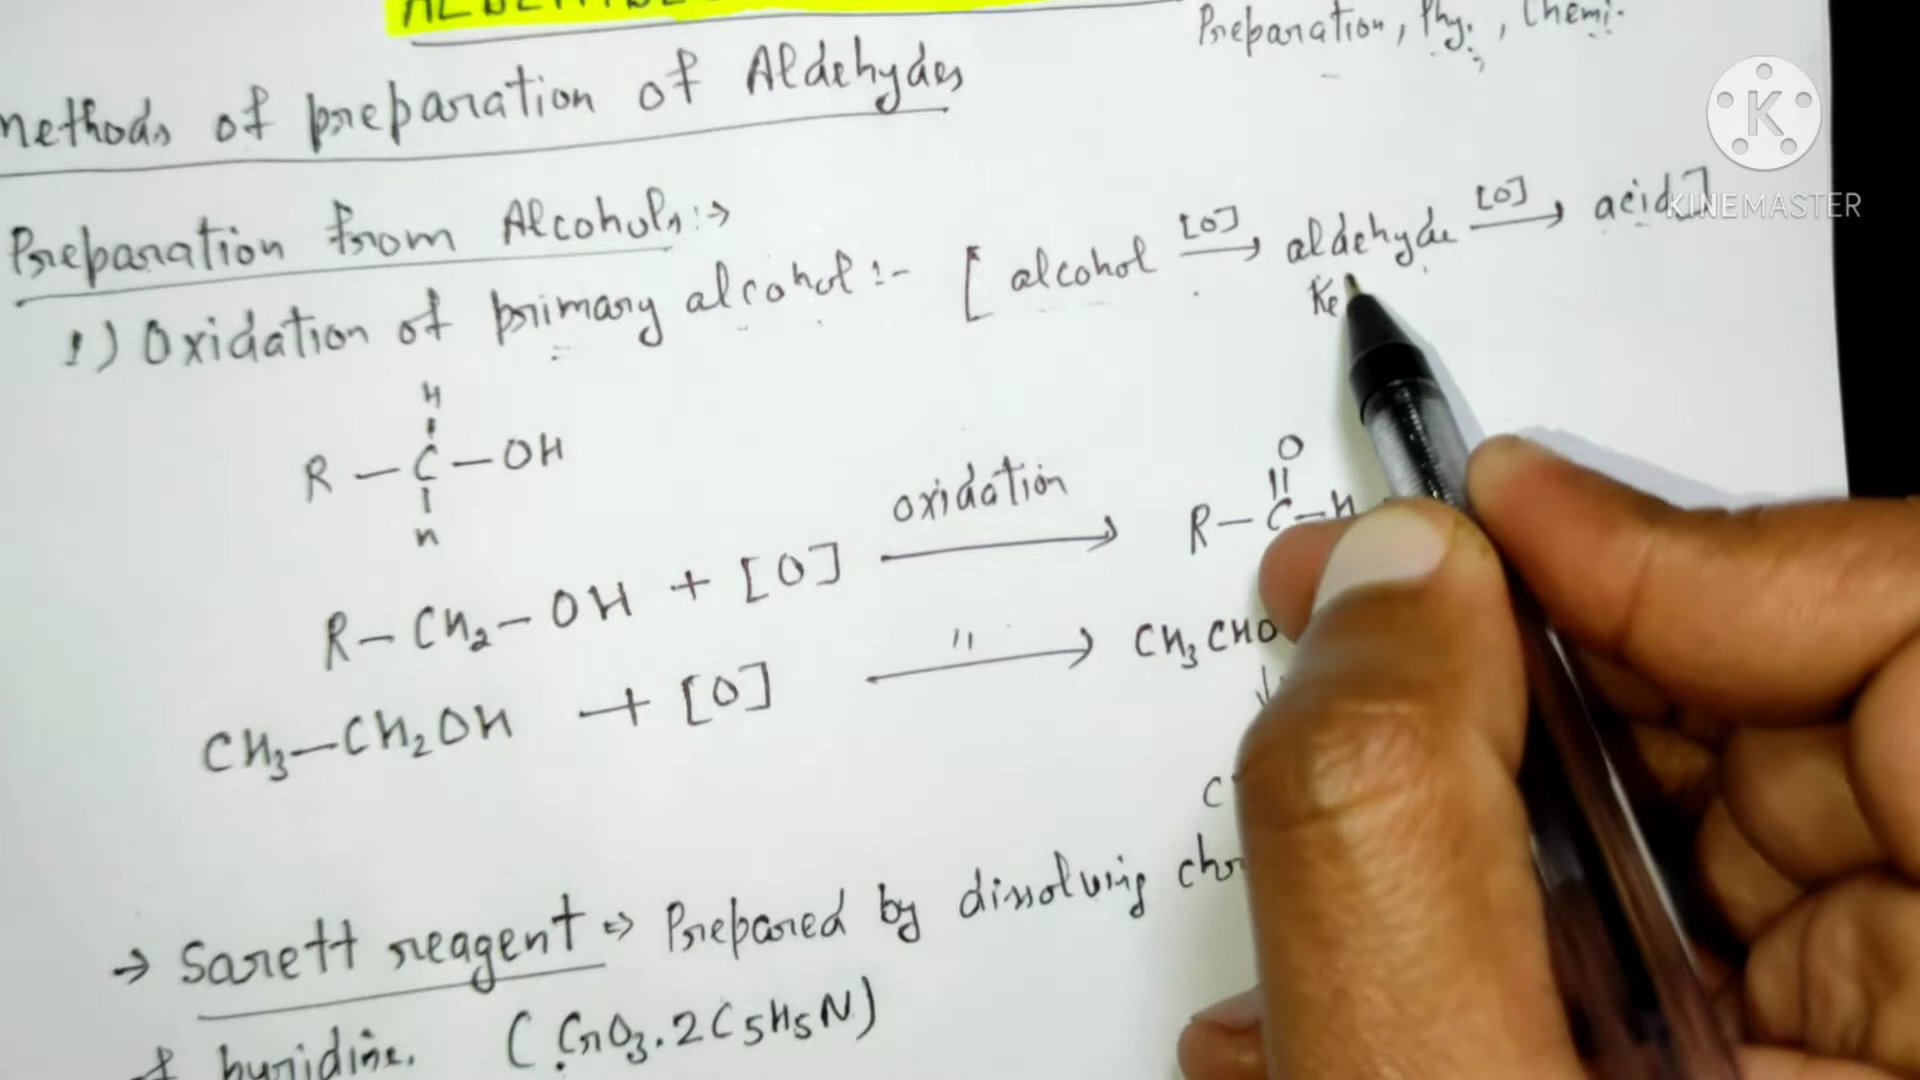 Preparation, Phy., Chemi.
Methods of preparation of Aldehydes
K
KINEMASTER
Preparation from Alcohols:→
1) Oxidation of primary alcohol :- [ alcohol [O] → aldehyde [O] → acid]
Ke
H
R – C – OH
H
oxidation
O
R – CH₂ – OH + [O] → R – C – H
CH₃ – CH₂OH + [O] " → CH₃CHO
C
→ Sarett reagent ⇒ Prepared by dissolving
of pyridine. (CrO₃.2C₅H₅N)